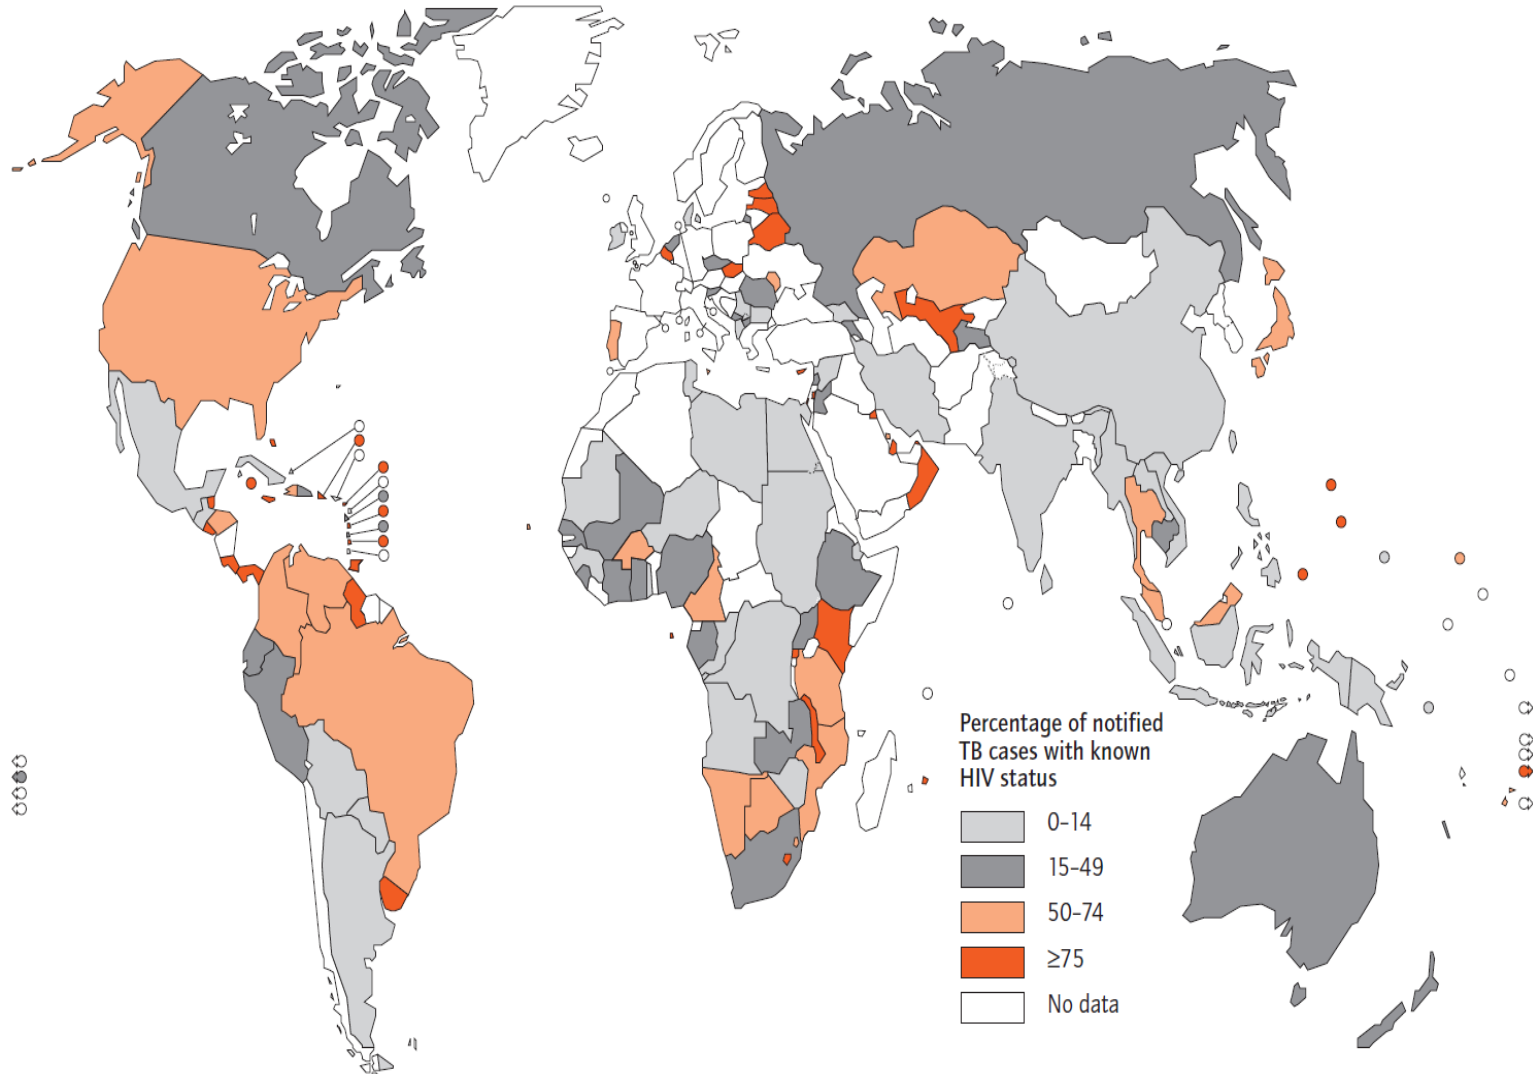 Percentage of notified
TB cases with known
HIV status
0–14
15–49
50–74
≥75
No data